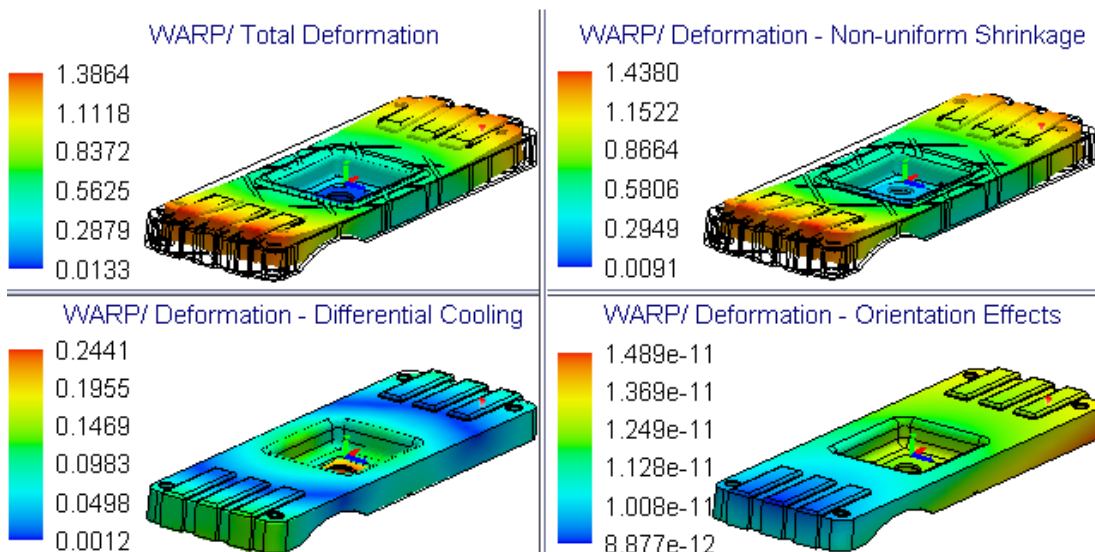 WARP/ Total Deformation
1.3864
1.1118
0.8372
0.5625
0.2879
0.0133
WARP/ Deformation - Non-uniform Shrinkage
1.4380
1.1522
0.8664
0.5806
0.2949
0.0091
WARP/ Deformation - Differential Cooling
0.2441
0.1955
0.1469
0.0983
0.0498
0.0012
WARP/ Deformation - Orientation Effects
1.489e-11
1.369e-11
1.249e-11
1.128e-11
1.008e-11
8.877e-12